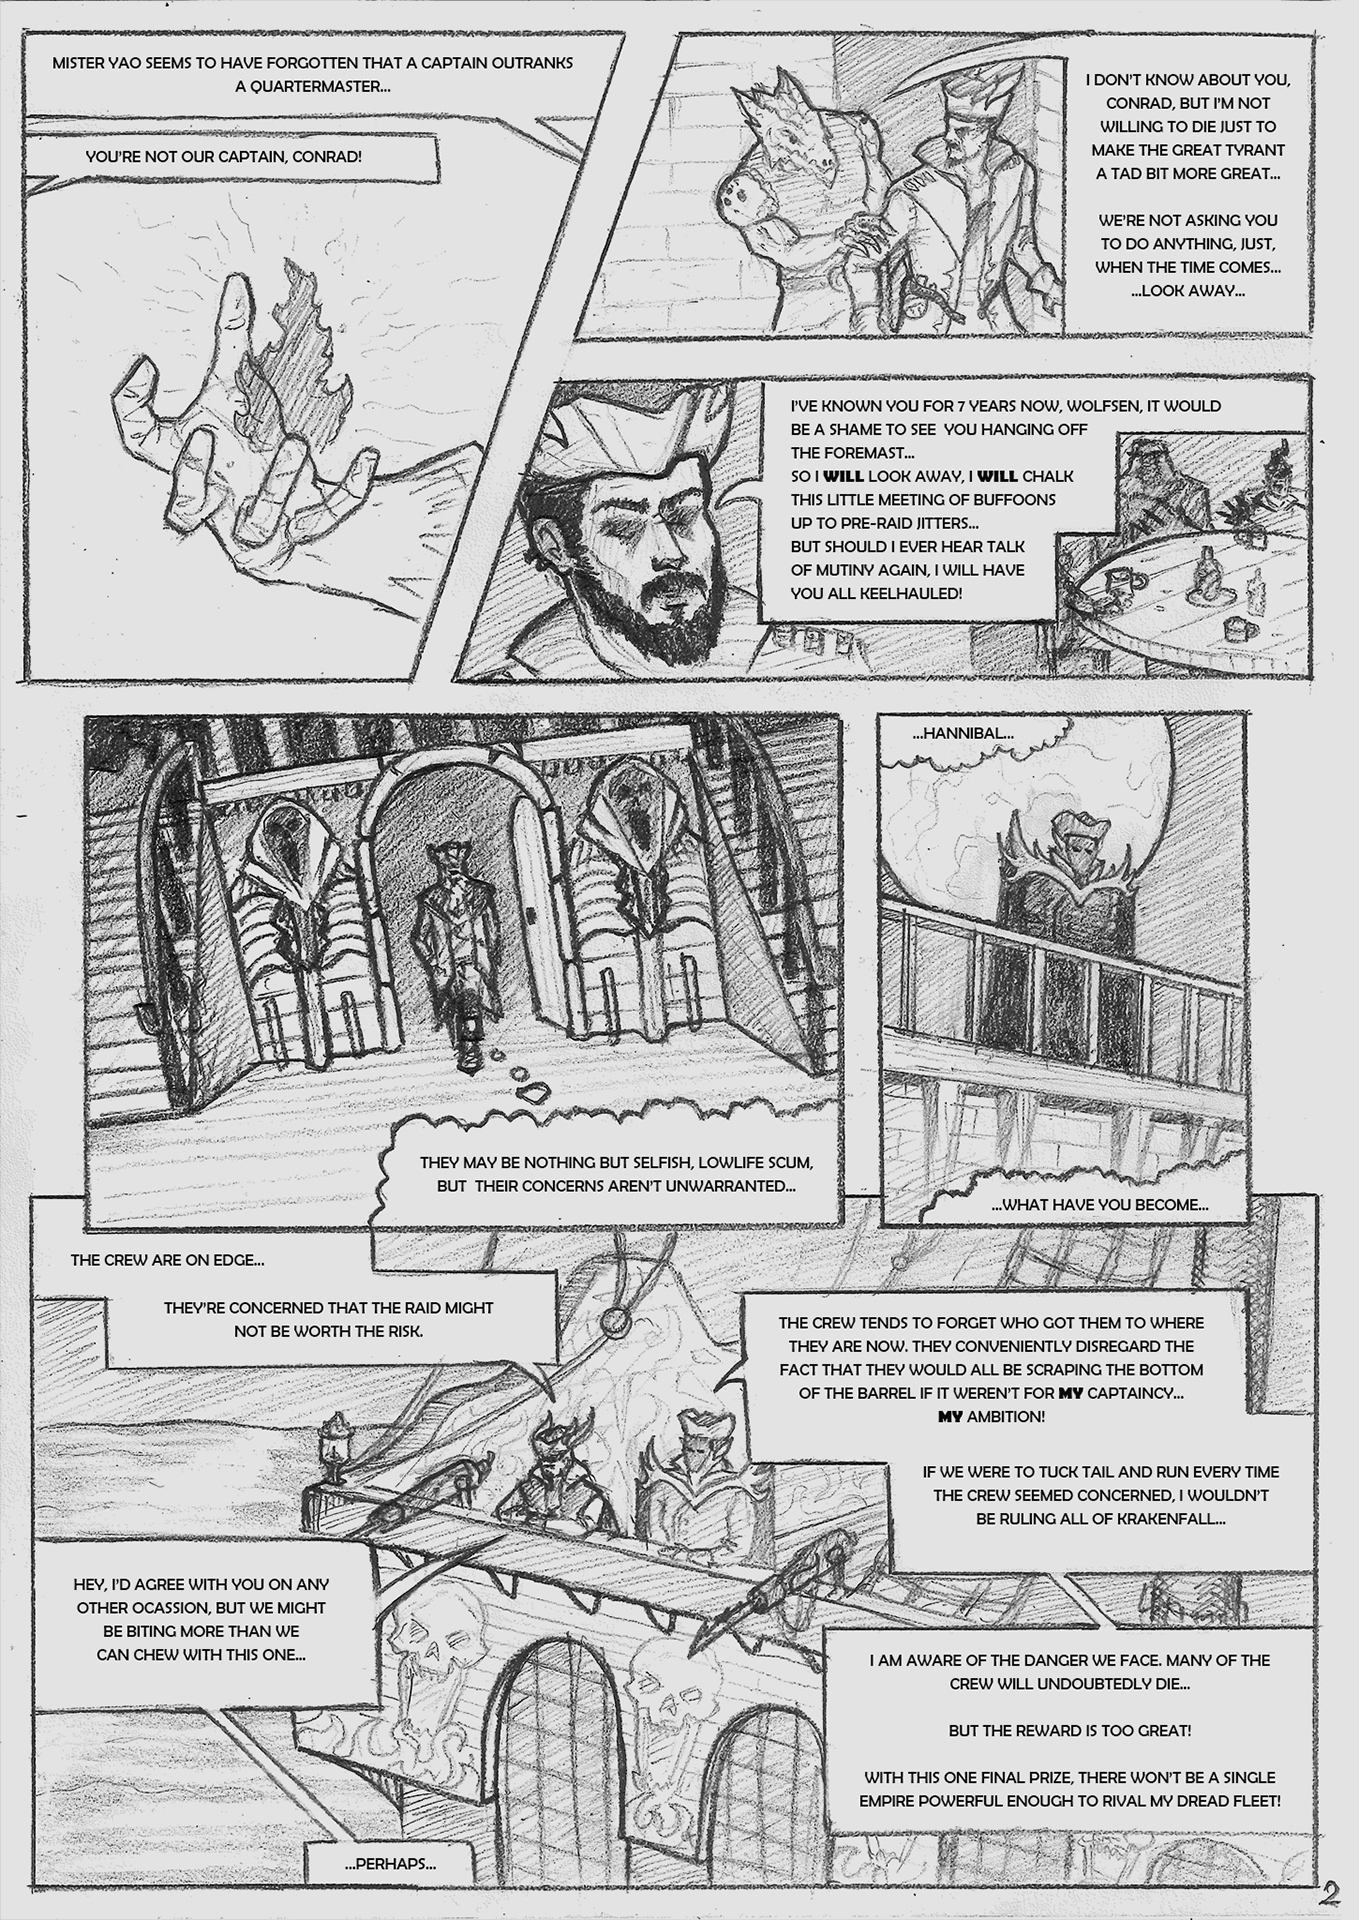 MISTER YAO SEEMS TO HAVE FORGOTTEN THAT A CAPTAIN OUTRANKS
A QUARTERMASTER...
YOU'RE NOT OUR CAPTAIN, CONRAD!
I DON'T KNOW ABOUT YOU,
CONRAD, BUT I'M NOT
WILLING TO DIE JUST TO
MAKE THE GREAT TYRANT
A TAD BIT MORE GREAT...
WE'RE NOT ASKING YOU
TO DO ANYTHING, JUST,
WHEN THE TIME COMES...
...LOOK AWAY...
I'VE KNOWN YOU FOR 7 YEARS NOW, WOLFSEN, IT WOULD
BE A SHAME TO SEE YOU HANGING OFF
THE FOREMAST...
SO I WILL LOOK AWAY, I WILL CHALK
THIS LITTLE MEETING OF BUFFOONS
UP TO PRE-RAID JITTERS...
BUT SHOULD I EVER HEAR TALK
OF MUTINY AGAIN, I WILL HAVE
YOU ALL KEELHAULED!
THEY MAY BE NOTHING BUT SELFISH, LOWLIFE SCUM,
BUT THEIR CONCERNS AREN'T UNWARRANTED...
...HANNIBAL...
...WHAT HAVE YOU BECOME...
THE CREW ARE ON EDGE...
THEY'RE CONCERNED THAT THE RAID MIGHT
NOT BE WORTH THE RISK.
THE CREW TENDS TO FORGET WHO GOT THEM TO WHERE
THEY ARE NOW. THEY CONVENIENTLY DISREGARD THE
FACT THAT THEY WOULD ALL BE SCRAPING THE BOTTOM
OF THE BARREL IF IT WEREN'T FOR MY CAPTAINCY...
MY AMBITION!
IF WE WERE TO TUCK TAIL AND RUN EVERY TIME
THE CREW SEEMED CONCERNED, I WOULDN'T
BE RULING ALL OF KRAKENFALL...
HEY, I'D AGREE WITH YOU ON ANY
OTHER OCASSION, BUT WE MIGHT
BE BITING MORE THAN WE
CAN CHEW WITH THIS ONE...
I AM AWARE OF THE DANGER WE FACE. MANY OF THE
CREW WILL UNDOUBTEDLY DIE...
BUT THE REWARD IS TOO GREAT!
WITH THIS ONE FINAL PRIZE, THERE WON'T BE A SINGLE
EMPIRE POWERFUL ENOUGH TO RIVAL MY DREAD FLEET!
...PERHAPS...
2